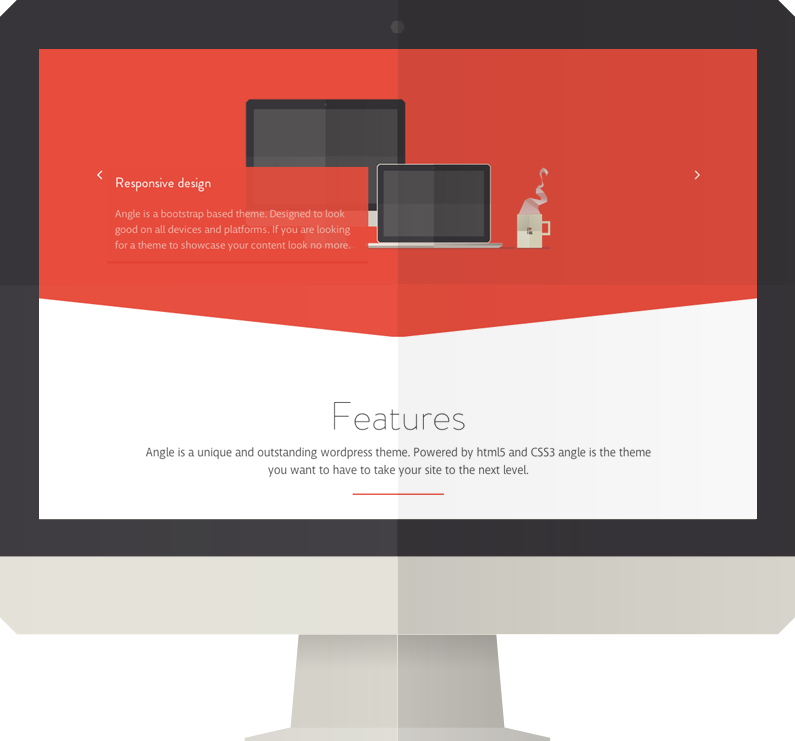 Responsive design
Angle is a bootstrap based theme. Designed to look
good on all devices and platforms. If you are looking
for a theme to showcase your content look no more.
Features
Angle is a unique and outstanding wordpress theme. Powered by html5 and CSS3 angle is the theme
you want to have to take your site to the next level.